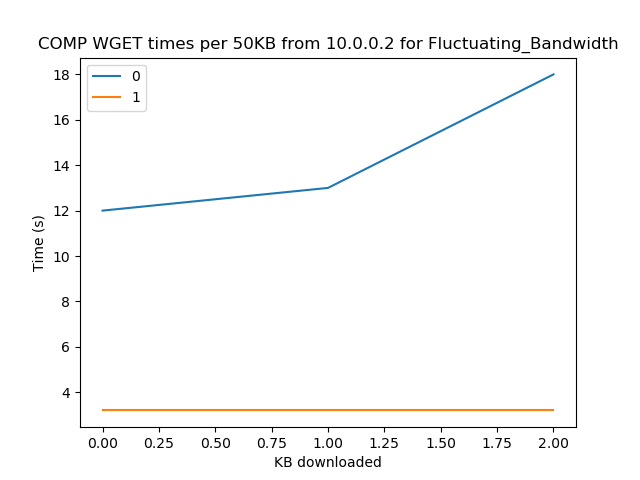 COMP WGET times per 50KB from 10.0.0.2 for Fluctuating_Bandwidth
0
1
18
16
14
12
10
8
6
4
Time (s)
0.00 0.25 0.50 0.75 1.00 1.25 1.50 1.75 2.00
KB downloaded